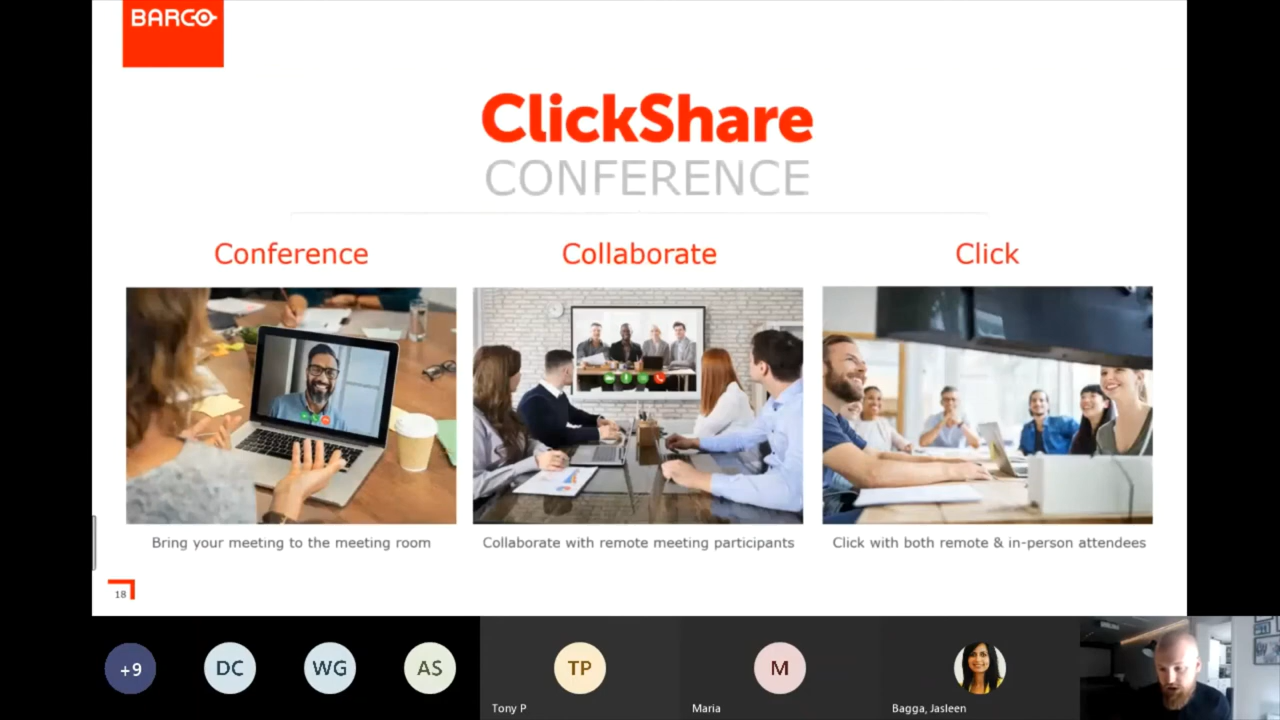 BARCO
ClickShare
CONFERENCE
Conference
Collaborate
Click
Bring your meeting to the meeting room
Collaborate with remote meeting participants
Click with both remote & in-person attendees
18
+9
DC
WG
AS
TP
M
Tony P
Maria
Bagga, Jasleen